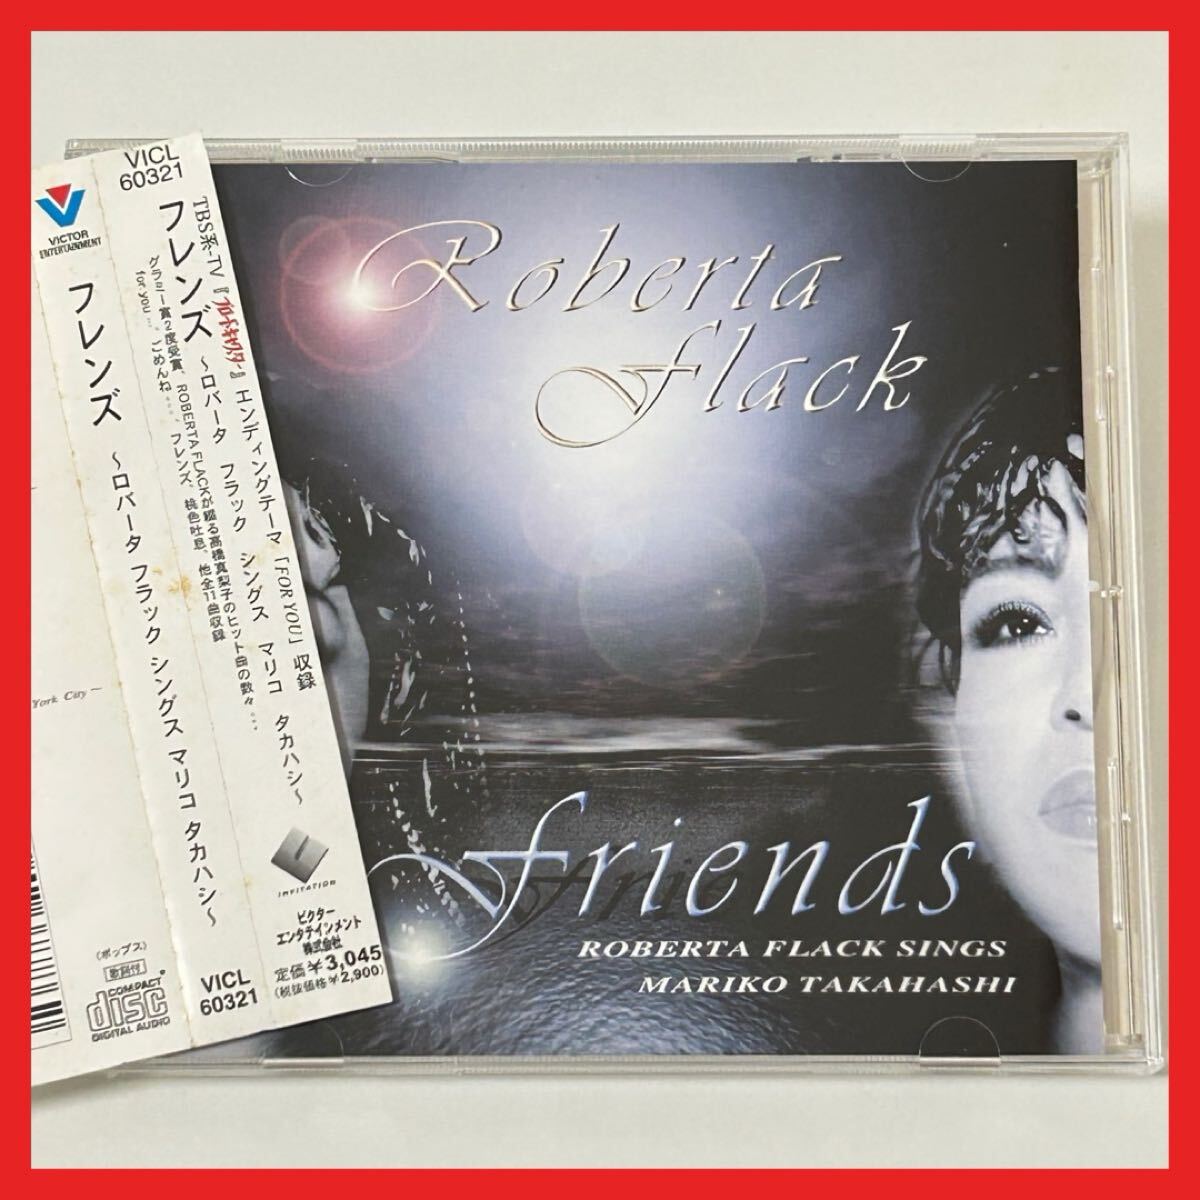 VICL
60321
VICTOR
ENTERTAINMENT
フレンズ ～ロバータ フラック シングス マリコ タカハシ～
TBS系-TV『ブロードキャスター』エンディングテーマ「FOR YOU」収録
フレンズ ～ロバータ フラック シングス マリコ タカハシ～
グラミー賞2度受賞、ROBERTA FLACKが綴る高橋真梨子のヒット曲の数々…
for you…、ごめんね…、フレンズ、桃色吐息、他全11曲収録
INVITATION
ビクター
エンタテインメント
株式会社
定価¥3,045
(税抜価格¥2,900)
VICL
60321
(ポップス)
歌詞付
COMPACT
disc
DIGITAL AUDIO
York City —
Roberta
Flack
friends
ROBERTA FLACK SINGS
MARIKO TAKAHASHI